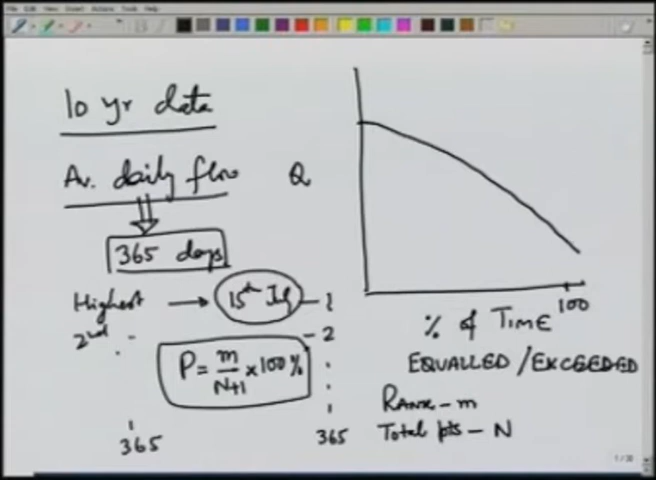 10 yr data
Av. daily flow
365 days
Highest → 15th July — 1
2nd - - 2
P = m/N+1 × 100 %
365 365
Q
100
% of TIME
EQUALLED / EXCEEDED
RANK - m
Total pts - N